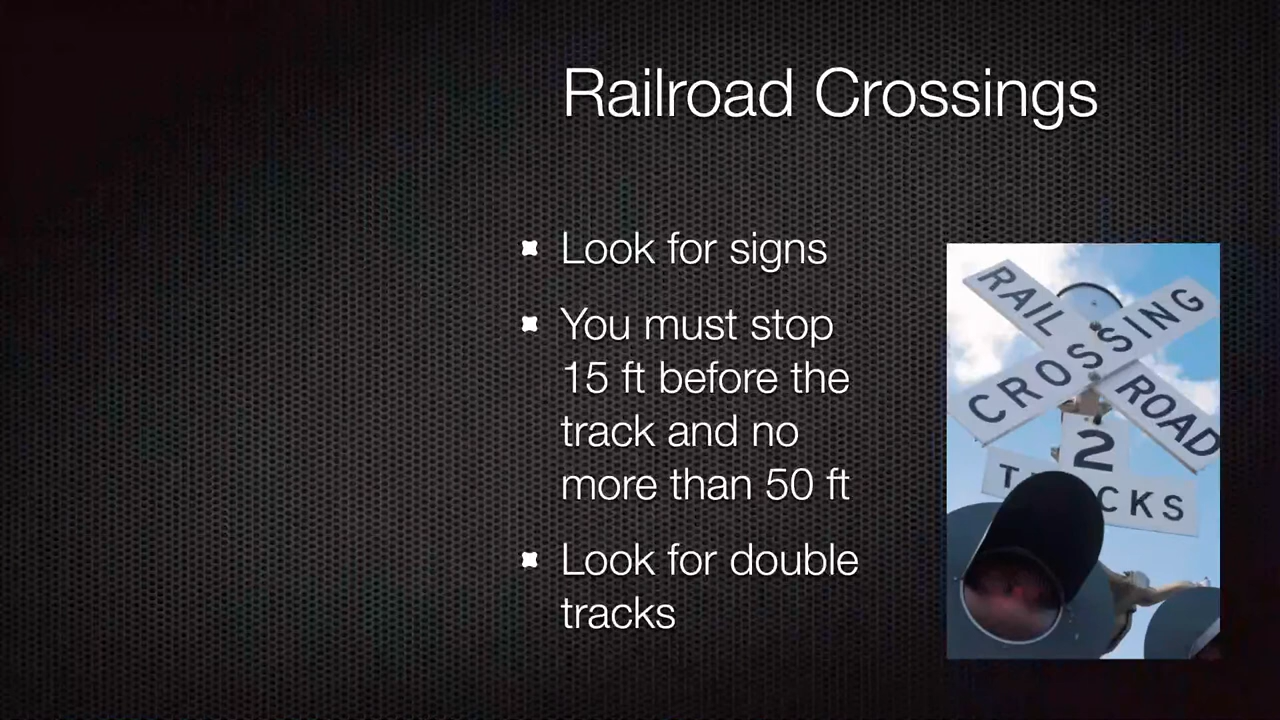 Railroad Crossings
Look for signs
You must stop
15 ft before the
track and no
more than 50 ft
Look for double
tracks
RAIL ROAD
CROSSING
2